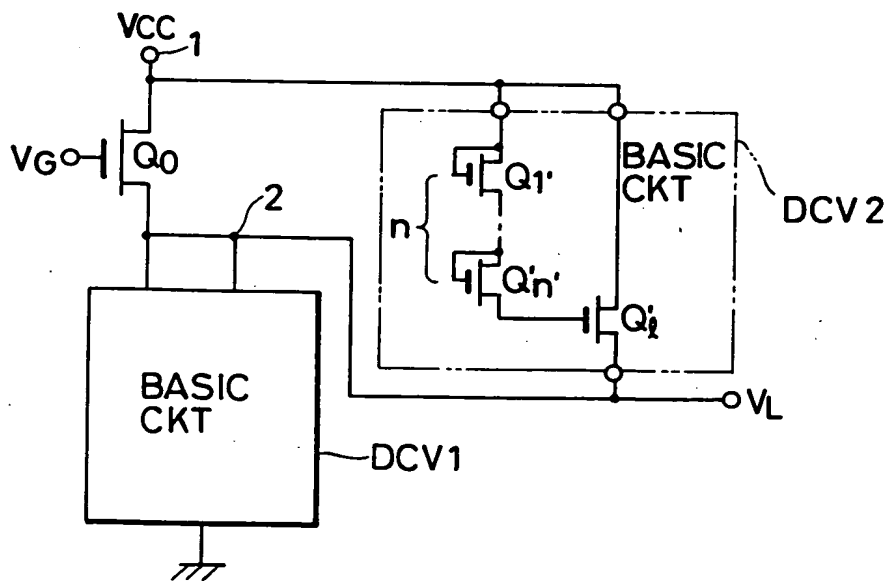 VCC
1
VG
Q0
2
BASIC
CKT
DCV1
n
Q1'
Q'n'
BASIC
CKT
Q'ℓ
DCV2
VL